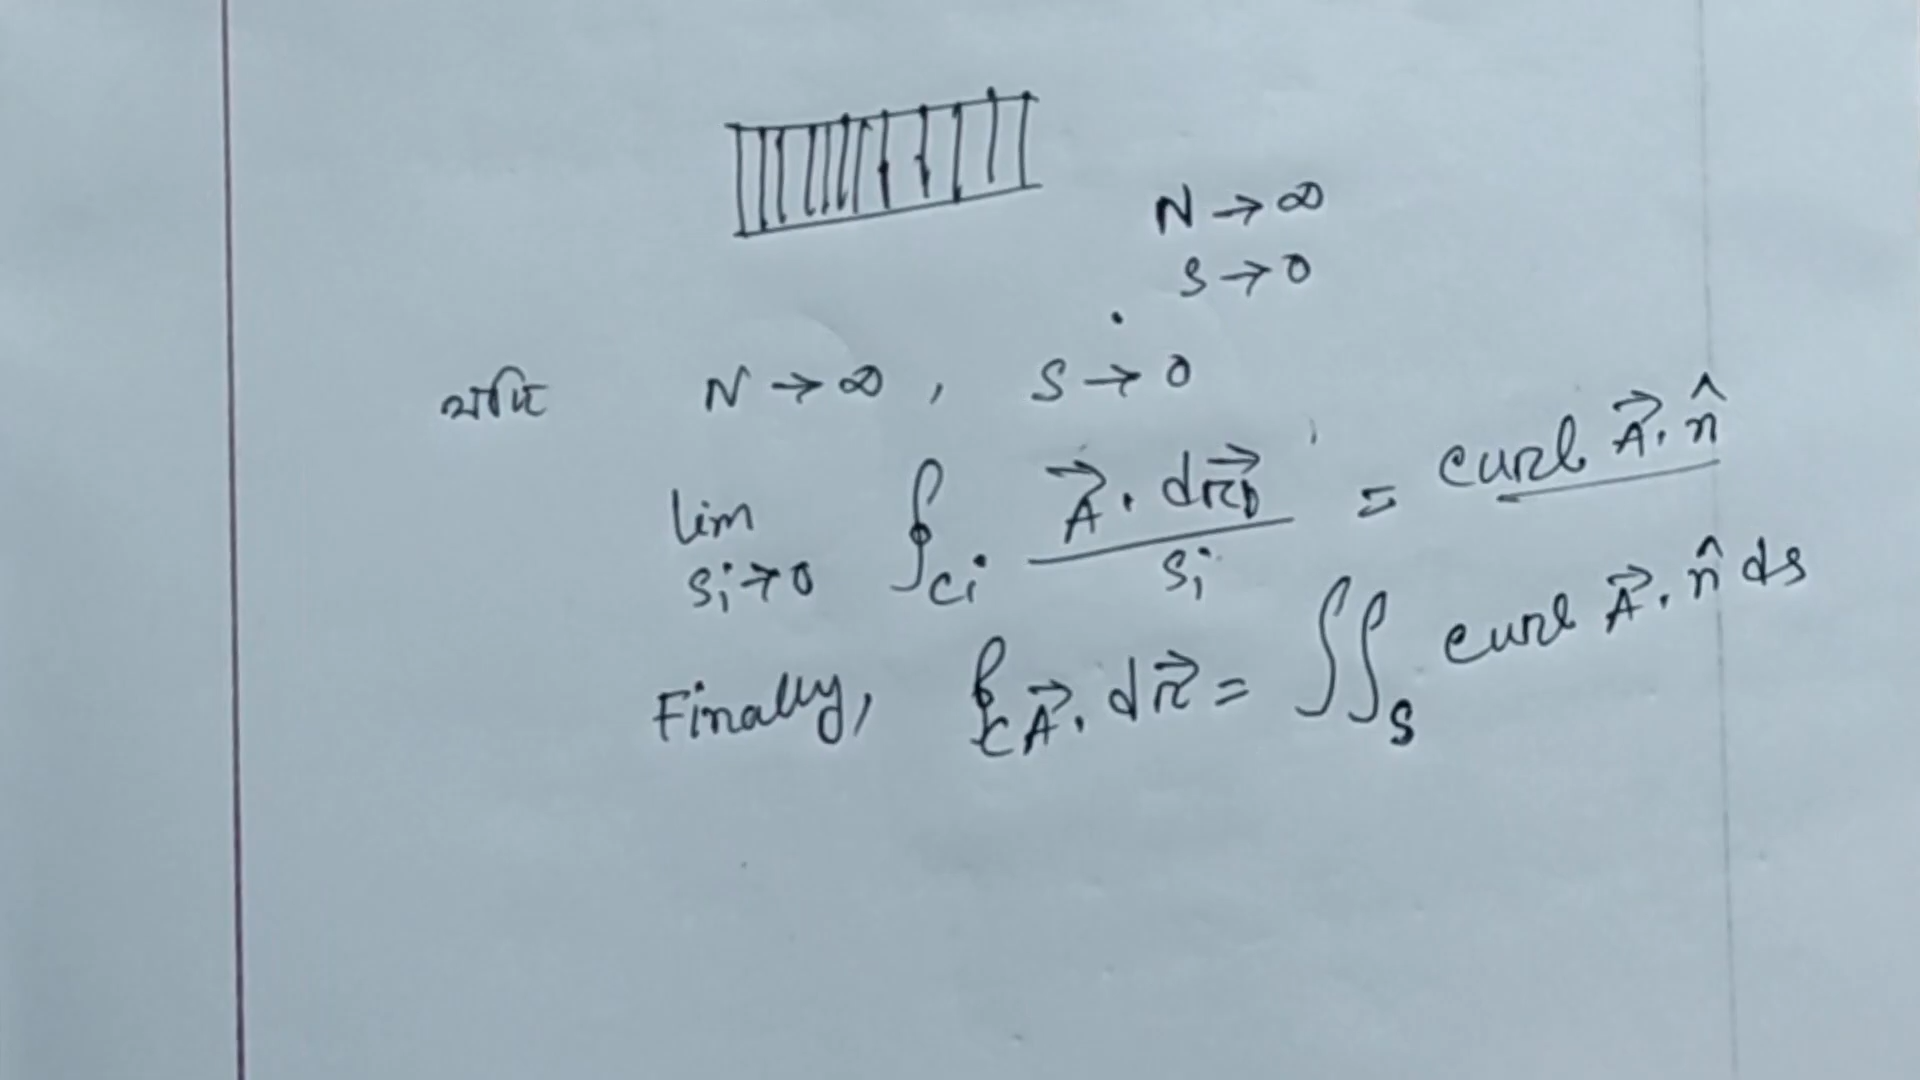 N → ∞
S → 0
যদি N → ∞ , S → 0
lim Si→0 ∮Ci A⃗ . dr⃗ / Si = curl A⃗ . n̂
Finally, ∮C A⃗ . dr⃗ = ∬S curl A⃗ . n̂ ds